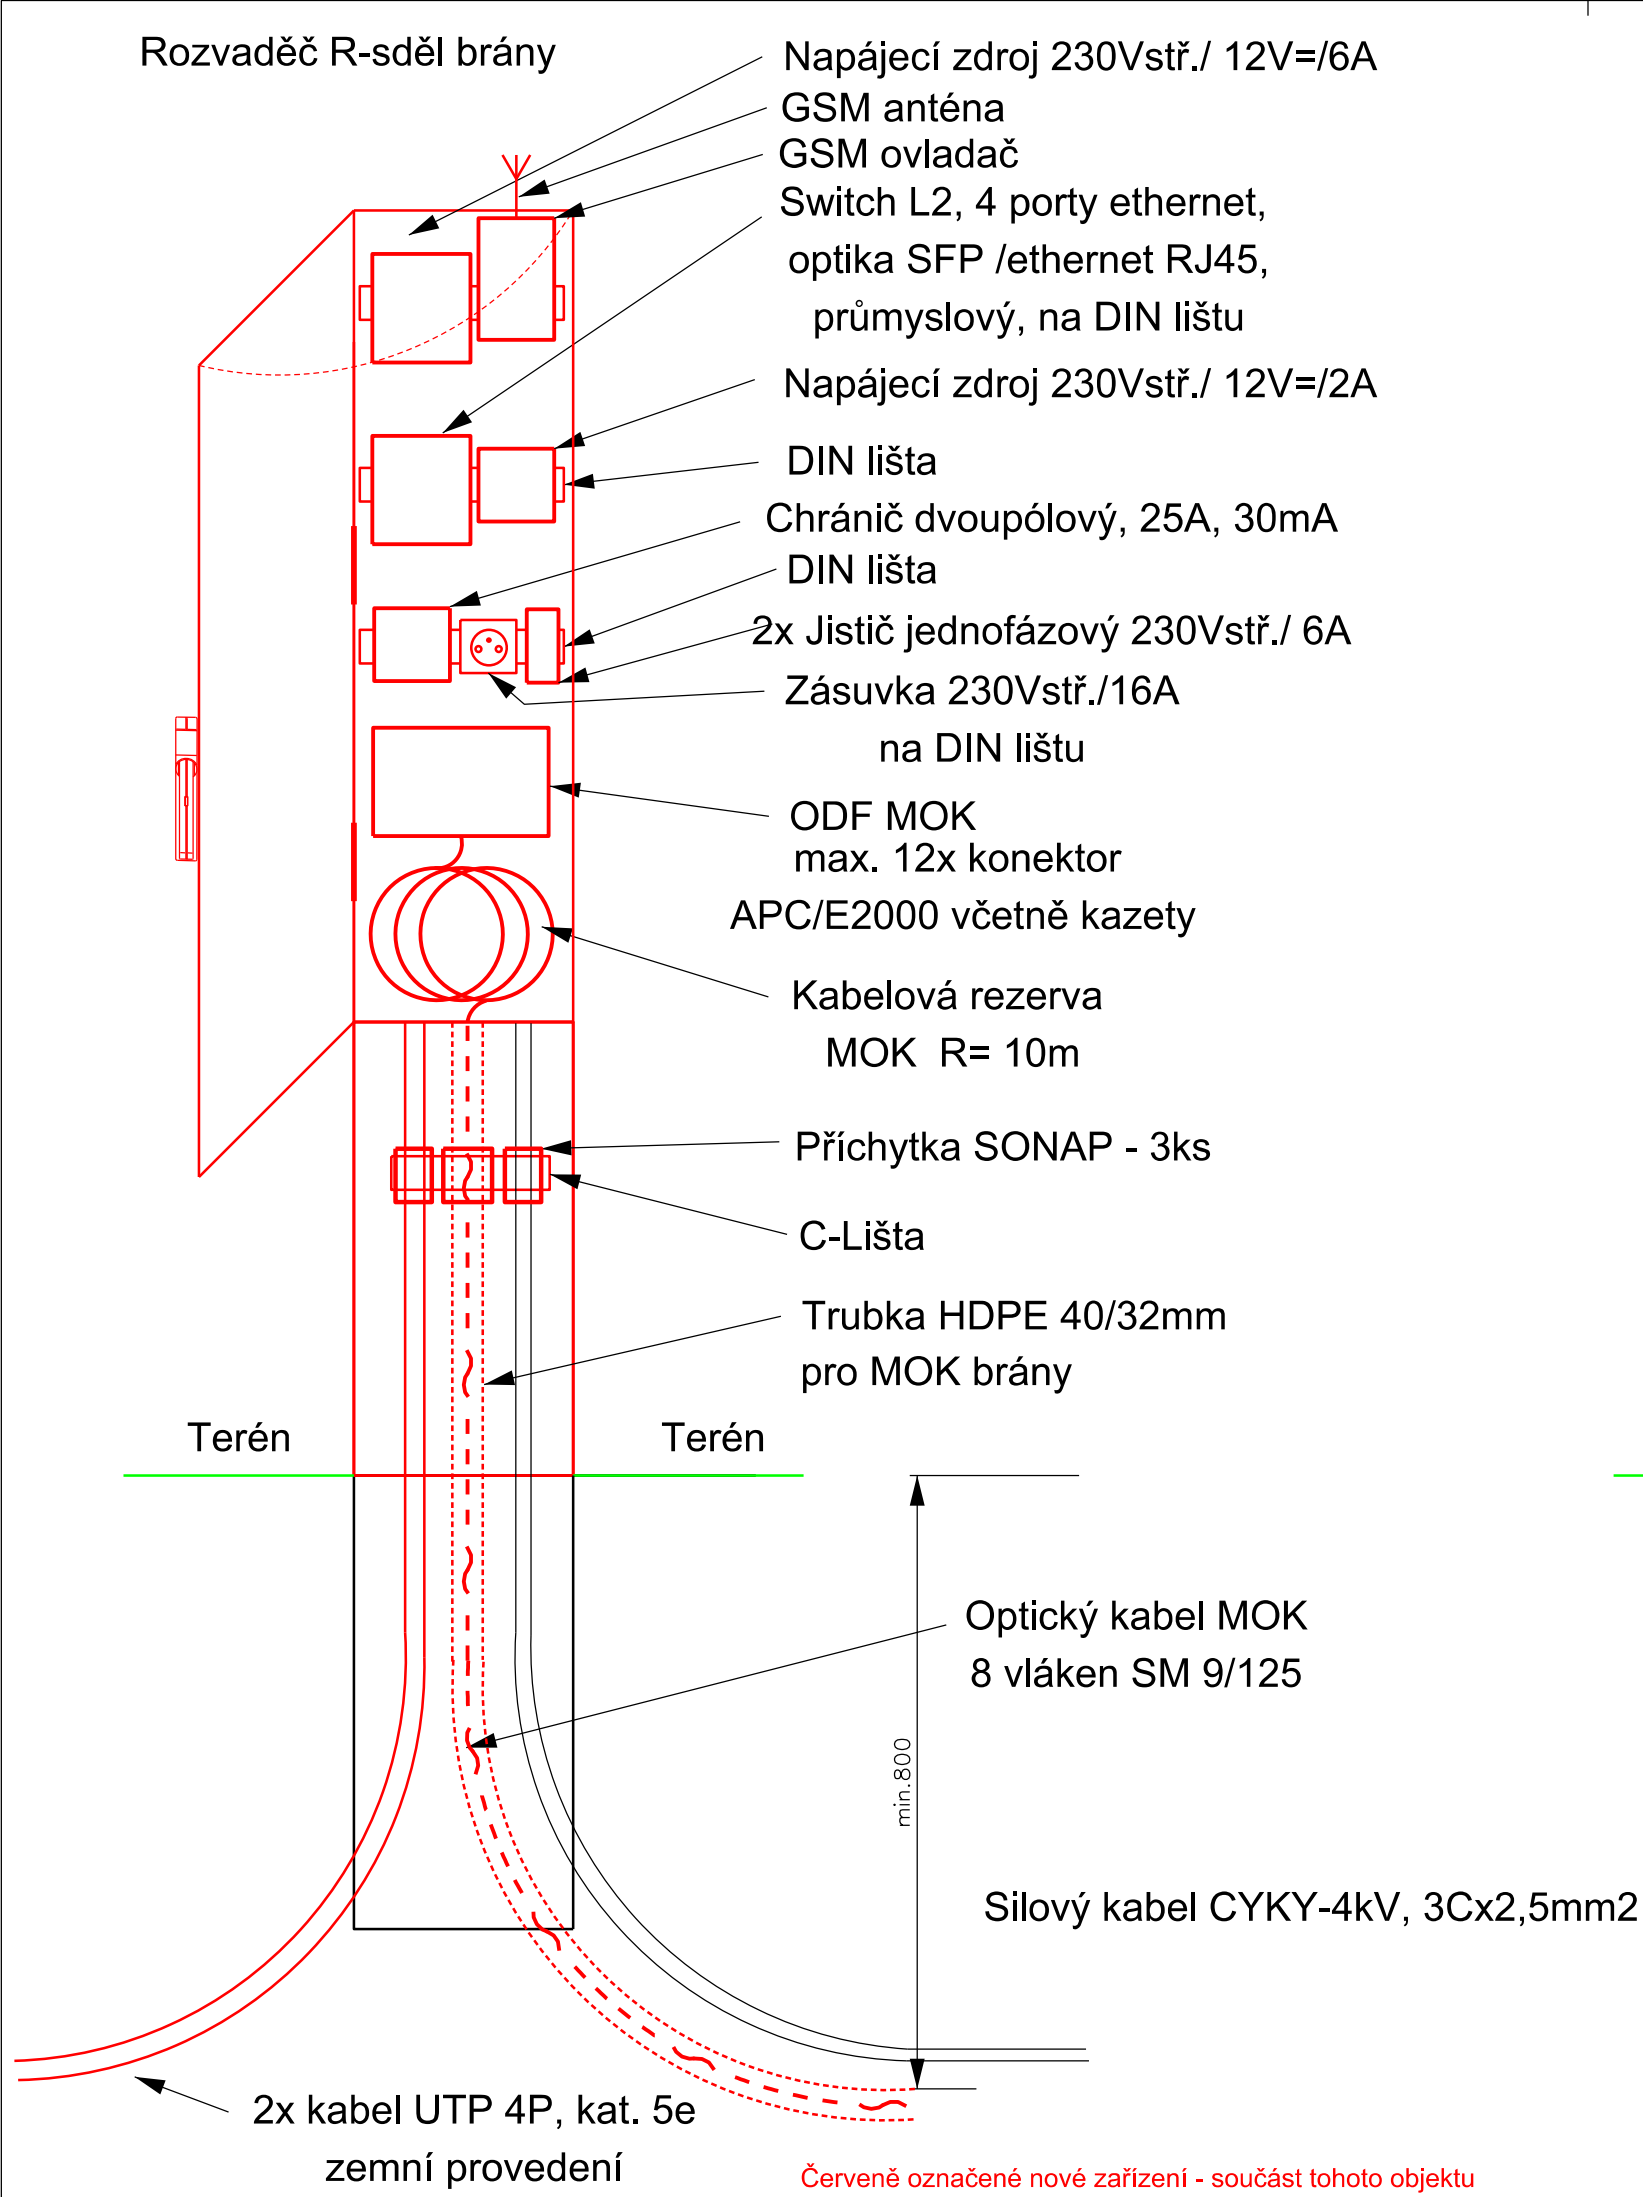 Rozvaděč R-sděl brány
Napájecí zdroj 230Vstř./ 12V=/6A
GSM anténa
GSM ovladač
Switch L2, 4 porty ethernet,
optika SFP /ethernet RJ45,
průmyslový, na DIN lištu
Napájecí zdroj 230Vstř./ 12V=/2A
DIN lišta
Chránič dvoupólový, 25A, 30mA
DIN lišta
2x Jistič jednofázový 230Vstř./ 6A
Zásuvka 230Vstř./16A
na DIN lištu
ODF MOK
max. 12x konektor
APC/E2000 včetně kazety
Kabelová rezerva
MOK R= 10m
Příchytka SONAP - 3ks
C-Lišta
Trubka HDPE 40/32mm
pro MOK brány
Terén
Terén
Optický kabel MOK
8 vláken SM 9/125
min.800
Silový kabel CYKY-4kV, 3Cx2,5mm2
2x kabel UTP 4P, kat. 5e
zemní provedení
Červeně označené nové zařízení - součást tohoto objektu